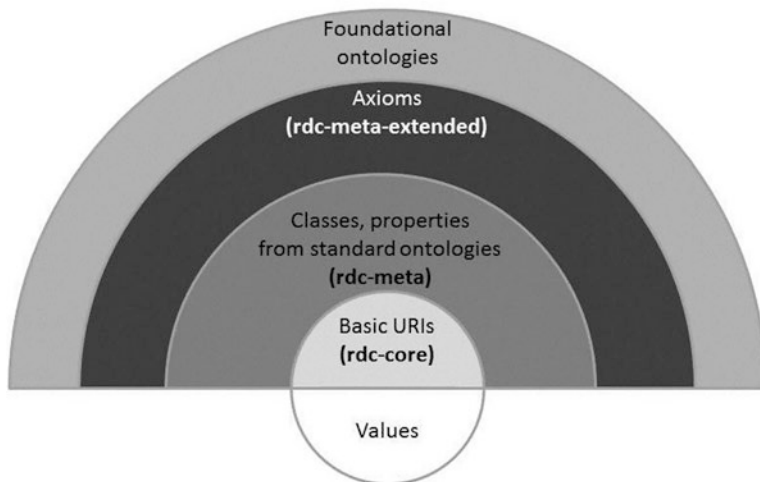 Foundational
ontologies
Axioms
(rdc-meta-extended)
Classes, properties
from standard ontologies
(rdc-meta)
Basic URIs
(rdc-core)
Values